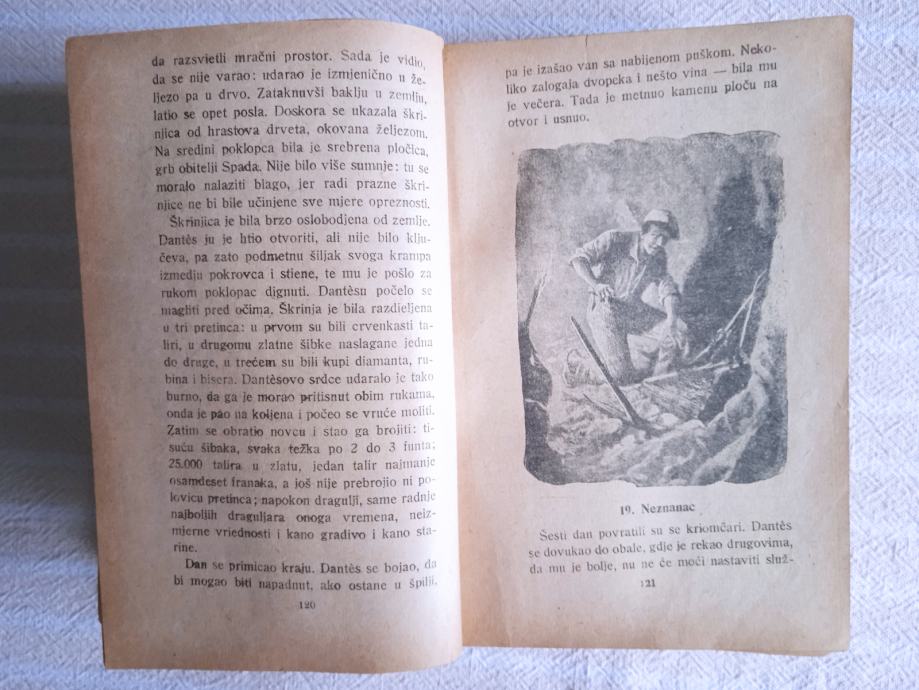 da razsvietli mračni prostor. Sada je vidio,
da se nije varao: udarao je izmjenično u že-
ljezo pa u drvo. Zataknuvši baklju u zemlju,
latio se opet posla. Doskora se ukazala škri-
njica od hrastova drveta, okovana željezom.
Na sredini poklopca bila je srebrena pločica,
grb obitelji Spada. Nije bilo više sumnje: tu se
moralo nalaziti blago, jer radi prazne škri-
njice ne bi bile učinjene sve mjere opreznosti.
Škrinjica je bila brzo oslobodjena od zemlje.
Dantès ju je htio otvoriti, ali nije bilo klju-
čeva, pa zato podmetnu šiljak svoga krampa
izmedju pokrovca i stiene, te mu je pošlo za
rukom poklopac dignuti. Dantèsu počelo se
magliti pred očima. Škrinja je bila razdieljena
u tri pretinca: u prvom su bili crvenkasti ta-
liri, u drugomu zlatne šibke naslagane jedna
do druge, u trećem su bili kupi diamanta, ru-
bina i bisera. Dantèsovo srdce udaralo je tako
burno, da ga je morao pritisnut obim rukama,
onda je pao na koljena i počeo se vruće moliti.
Zatim se obratio novcu i stao ga brojiti: ti-
suću šibaka, svaka težka po 2 do 3 funta;
25.000 talira u zlatu, jedan talir najmanje
osamdeset franaka, a još nije prebrojio ni po-
lovicu pretinca; napokon dragulji, same radnje
najboljih draguljara onoga vremena, neiz-
mjerne vriednosti i kano gradivo i kano sta-
rine.
Dan se primicao kraju. Dantès se bojao, da
bi mogao biti napadnut, ako ostane u špilji,
120
pa je izašao van sa nabijenom puškom. Neko-
liko zalogaja dvopeka i nešto vina — bila mu
je večera. Tada je metnuo kamenu ploču na
otvor i usnuo.
19. Neznanac
Šesti dan povratili su se kriomčari. Dantès
se dovukao do obale, gdje je rekao drugovima,
da mu je bolje, nu ne će moći nastaviti služ-
121